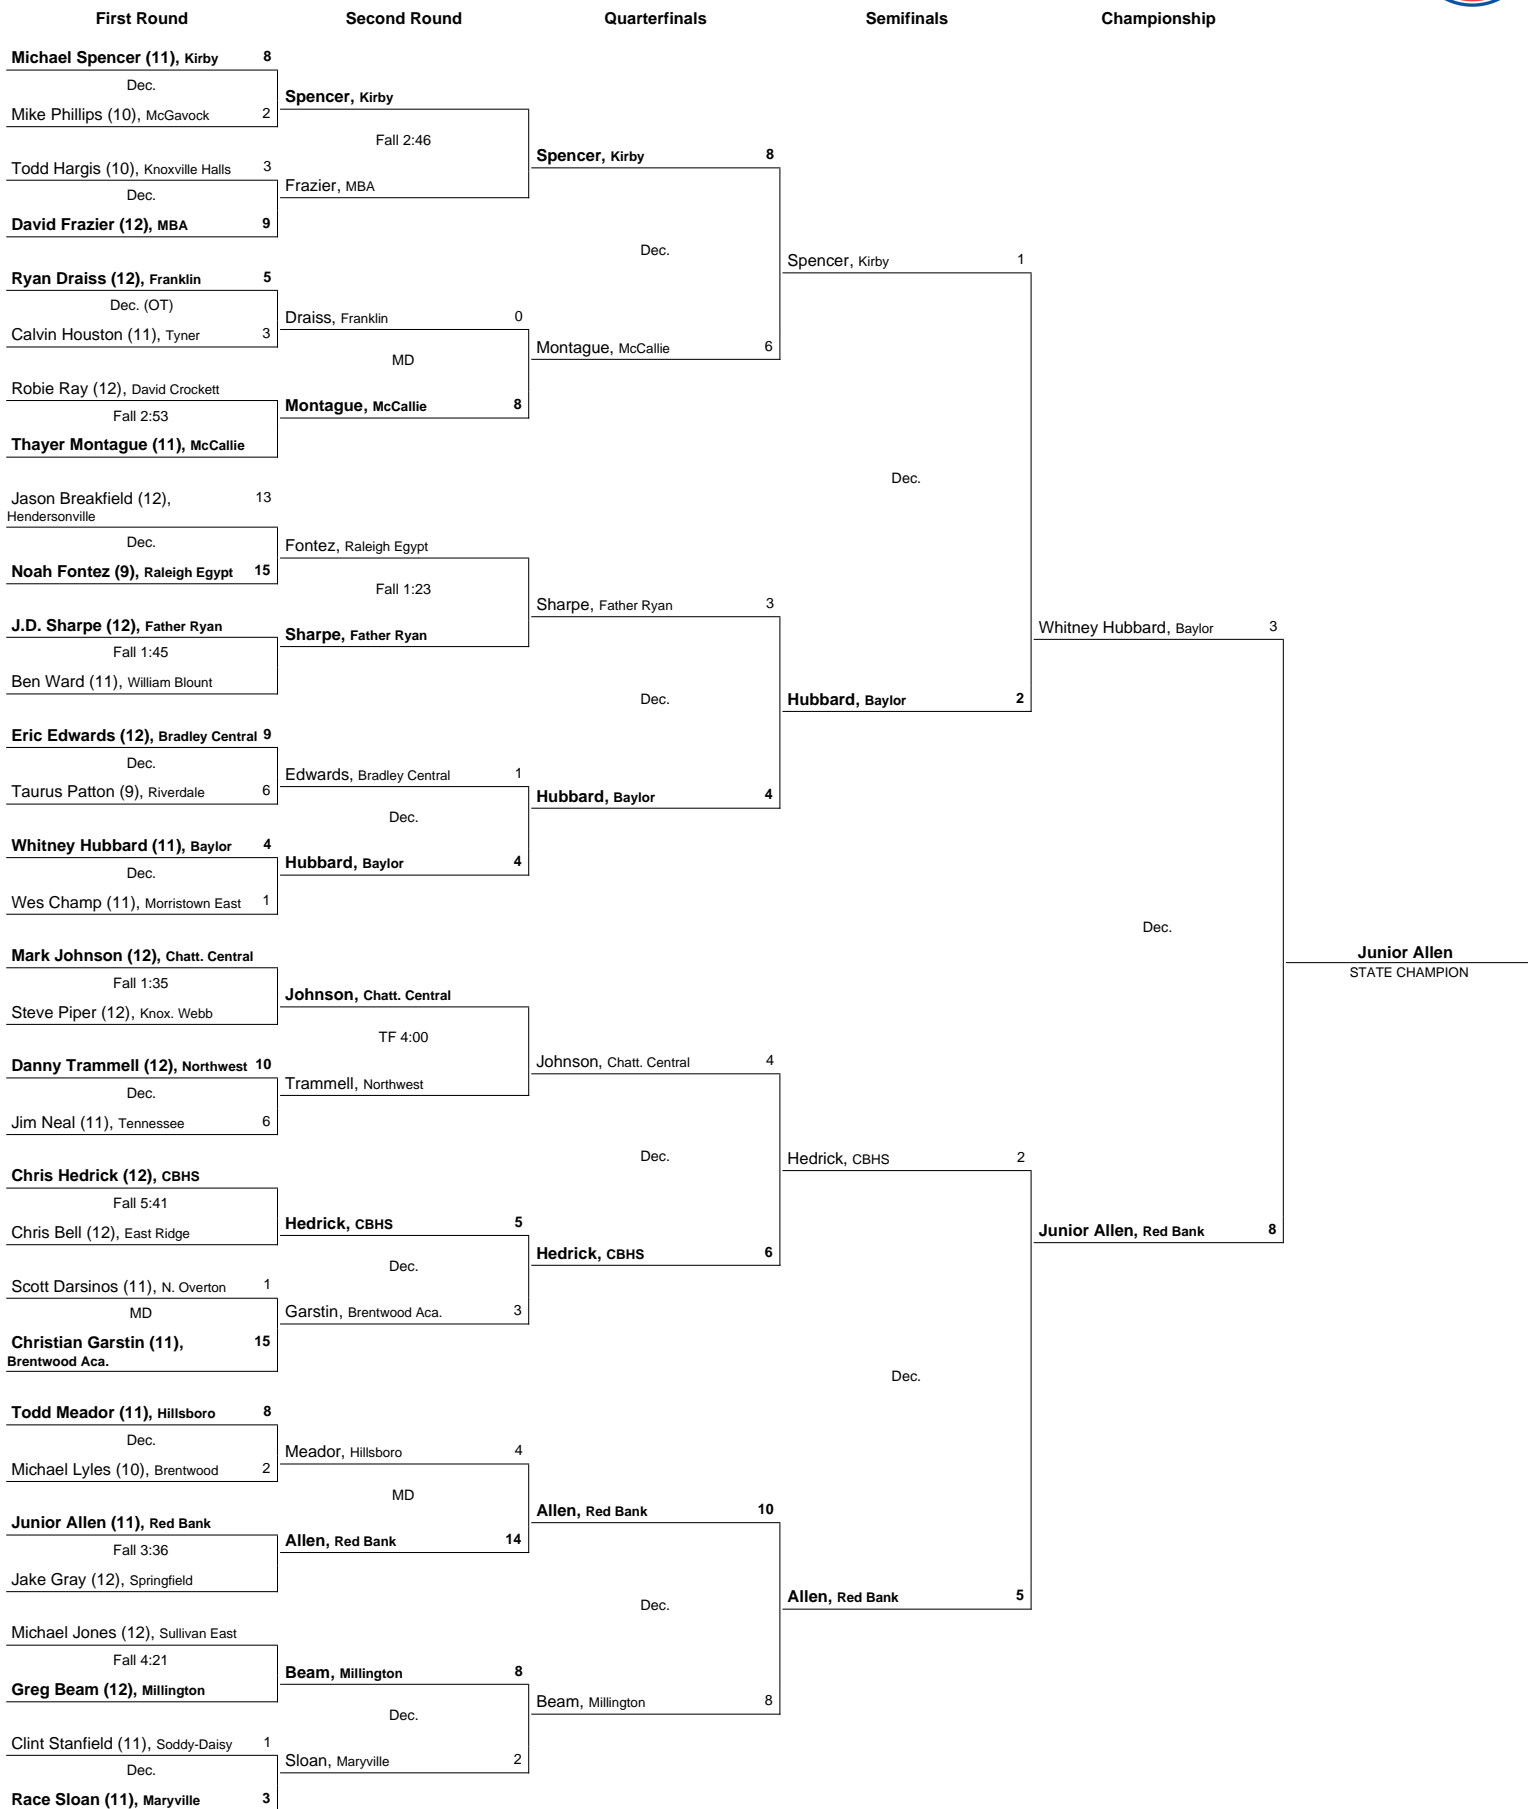 First Round
Second Round
Quarterfinals
Semifinals
Championship
Michael Spencer (11), Kirby 8
Dec.
Mike Phillips (10), McGavock 2
Todd Hargis (10), Knoxville Halls 3
Dec.
David Frazier (12), MBA 9
Ryan Draiss (12), Franklin 5
Dec. (OT)
Calvin Houston (11), Tyner 3
Robie Ray (12), David Crockett
Fall 2:53
Thayer Montague (11), McCallie
Jason Breakfield (12), 13
Hendersonville
Dec.
Noah Fontez (9), Raleigh Egypt 15
J.D. Sharpe (12), Father Ryan
Fall 1:45
Ben Ward (11), William Blount
Eric Edwards (12), Bradley Central 9
Dec.
Taurus Patton (9), Riverdale 6
Whitney Hubbard (11), Baylor 4
Dec.
Wes Champ (11), Morristown East 1
Mark Johnson (12), Chatt. Central
Fall 1:35
Steve Piper (12), Knox. Webb
Danny Trammell (12), Northwest 10
Dec.
Jim Neal (11), Tennessee 6
Chris Hedrick (12), CBHS
Fall 5:41
Chris Bell (12), East Ridge
Scott Darsinos (11), N. Overton 1
MD
Christian Garstin (11), 15
Brentwood Aca.
Todd Meador (11), Hillsboro 8
Dec.
Michael Lyles (10), Brentwood 2
Junior Allen (11), Red Bank
Fall 3:36
Jake Gray (12), Springfield
Michael Jones (12), Sullivan East
Fall 4:21
Greg Beam (12), Millington
Clint Stanfield (11), Soddy-Daisy 1
Dec.
Race Sloan (11), Maryville 3
Spencer, Kirby
Fall 2:46
Frazier, MBA
Draiss, Franklin 0
MD
Montague, McCallie 8
Fontez, Raleigh Egypt
Fall 1:23
Sharpe, Father Ryan
Edwards, Bradley Central 1
Dec.
Hubbard, Baylor 4
Johnson, Chatt. Central
TF 4:00
Trammell, Northwest
Hedrick, CBHS 5
Dec.
Garstin, Brentwood Aca. 3
Meador, Hillsboro 4
MD
Allen, Red Bank 14
Beam, Millington 8
Dec.
Sloan, Maryville 2
Spencer, Kirby 8
Dec.
Montague, McCallie 6
Sharpe, Father Ryan 3
Dec.
Hubbard, Baylor 4
Johnson, Chatt. Central 4
Dec.
Hedrick, CBHS 6
Allen, Red Bank 10
Dec.
Beam, Millington 8
Spencer, Kirby 1
Dec.
Hubbard, Baylor 2
Hedrick, CBHS 2
Dec.
Allen, Red Bank 5
Whitney Hubbard, Baylor 3
Dec.
Junior Allen, Red Bank 8
Junior Allen
STATE CHAMPION